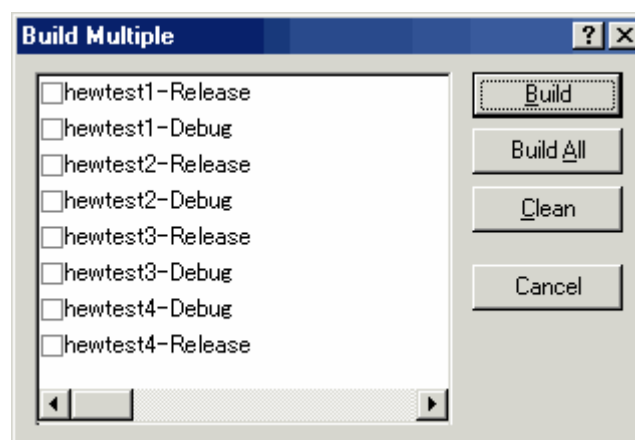 Build Multiple
hewtest1-Release
hewtest1-Debug
hewtest2-Release
hewtest2-Debug
hewtest3-Release
hewtest3-Debug
hewtest4-Debug
hewtest4-Release
Build
Build All
Clean
Cancel